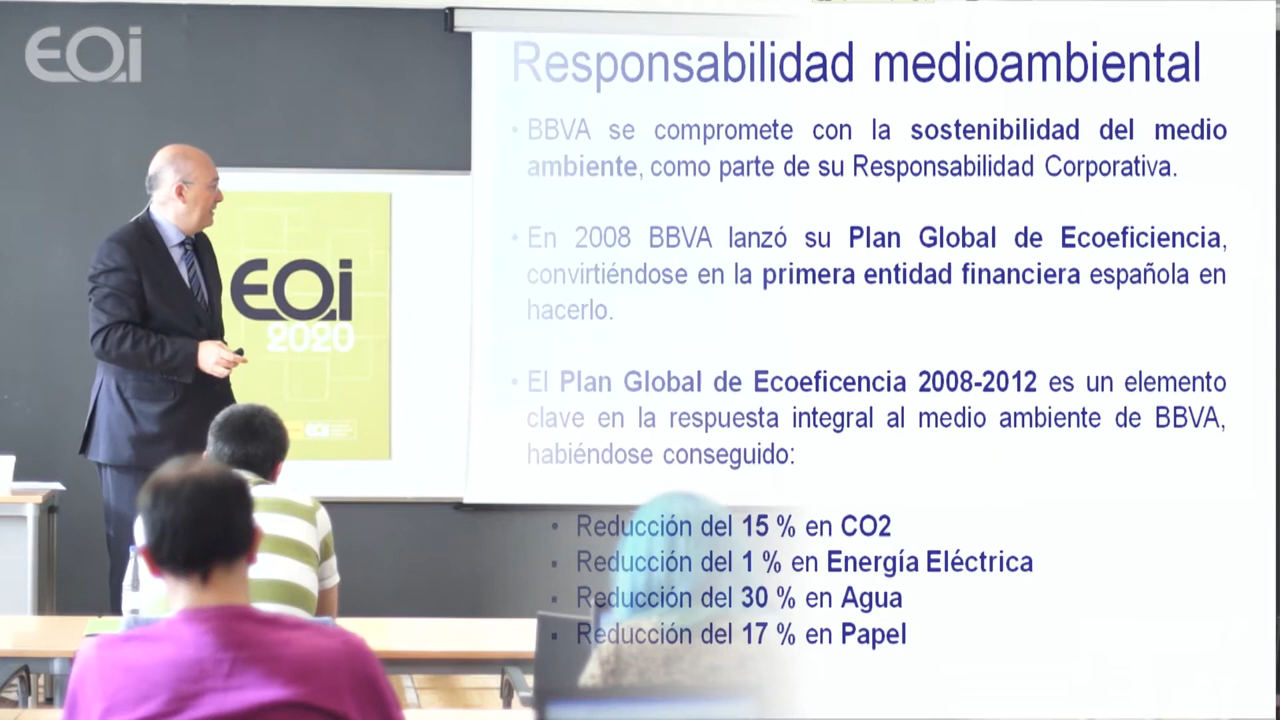 EOi
Responsabilidad medioambiental
• BBVA se compromete con la sostenibilidad del medio
ambiente, como parte de su Responsabilidad Corporativa.
• En 2008 BBVA lanzó su Plan Global de Ecoeficiencia,
convirtiéndose en la primera entidad financiera española en
hacerlo.
• El Plan Global de Ecoeficencia 2008-2012 es un elemento
clave en la respuesta integral al medio ambiente de BBVA,
habiéndose conseguido:
• Reducción del 15 % en CO2
▪ Reducción del 1 % en Energía Eléctrica
▪ Reducción del 30 % en Agua
▪ Reducción del 17 % en Papel
EOi
2020
EOi